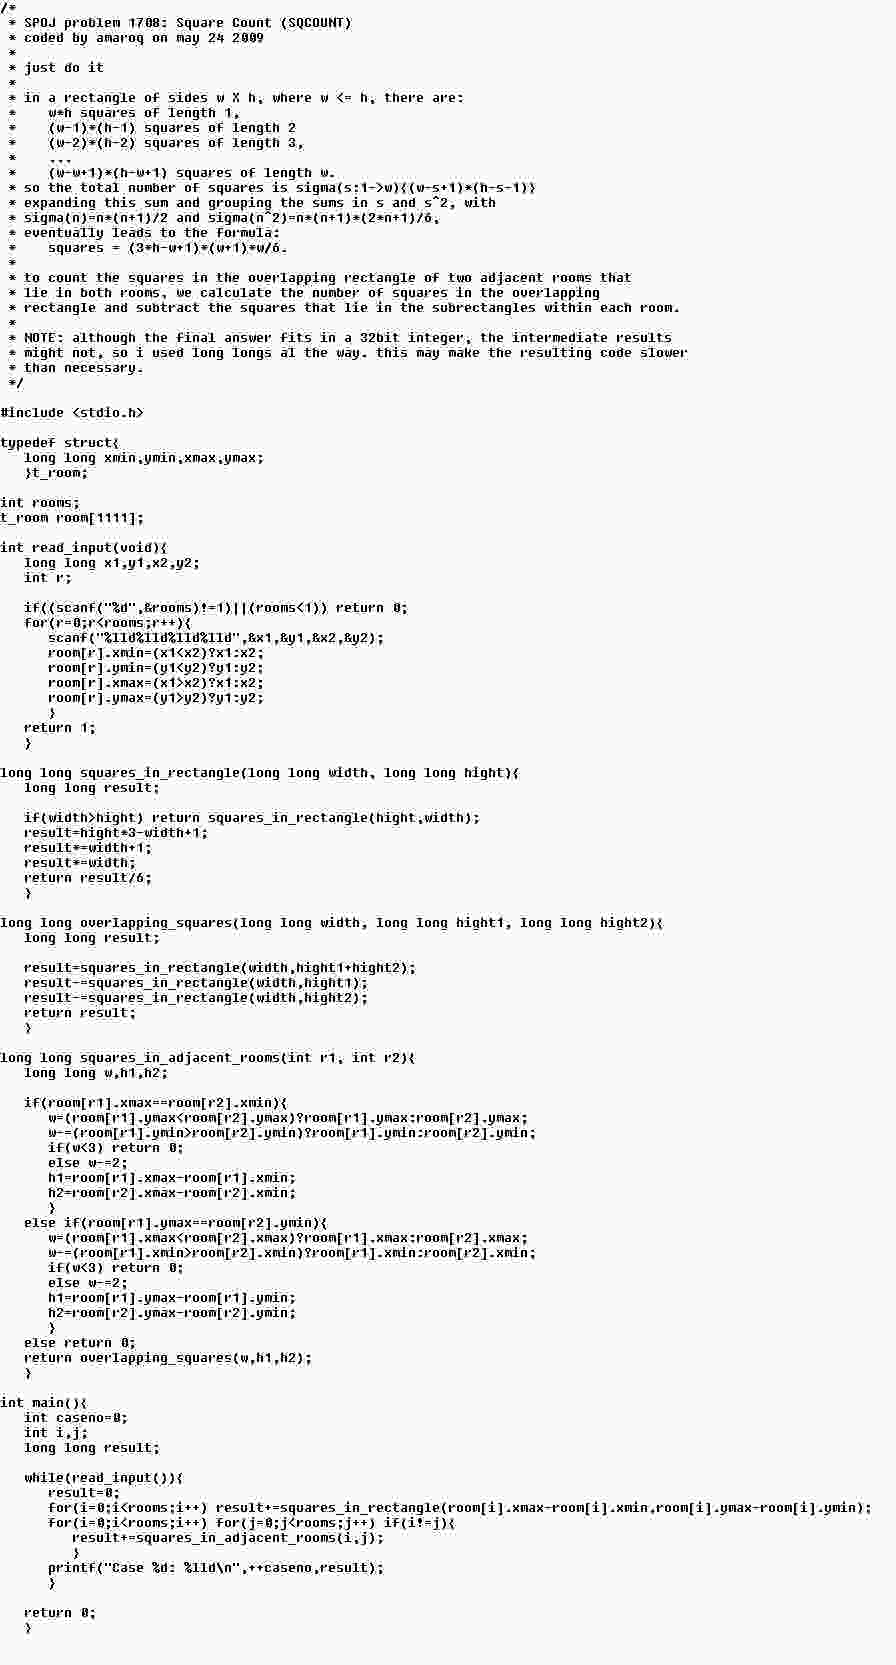 /*
 * SPOJ problem 1708: Square Count (SQCOUNT)
 * coded by amaroq on may 24 2009
 *
 * just do it
 *
 * in a rectangle of sides w X h, where w <= h, there are:
 *    w*h squares of length 1,
 *    (w-1)*(h-1) squares of length 2
 *    (w-2)*(h-2) squares of length 3,
 *    ...
 *    (w-w+1)*(h-w+1) squares of length w.
 * so the total number of squares is sigma(s:1->w){(w-s+1)*(h-s-1)}
 * expanding this sum and grouping the sums in s and s^2, with
 * sigma(n)=n*(n+1)/2 and sigma(n^2)=n*(n+1)*(2*n+1)/6,
 * eventually leads to the formula:
 *    squares = (3*h-w+1)*(w+1)*w/6.
 *
 * to count the squares in the overlapping rectangle of two adjacent rooms that
 * lie in both rooms, we calculate the number of squares in the overlapping
 * rectangle and subtract the squares that lie in the subrectangles within each room.
 *
 * NOTE: although the final answer fits in a 32bit integer, the intermediate results
 * might not, so i used long longs al the way. this may make the resulting code slower
 * than necessary.
 */

#include <stdio.h>

typedef struct{
   long long xmin,ymin,xmax,ymax;
   }t_room;

int rooms;
t_room room[1111];

int read_input(void){
   long long x1,y1,x2,y2;
   int r;

   if((scanf("%d",&rooms)!=1)||(rooms<1)) return 0;
   for(r=0;r<rooms;r++){
      scanf("%lld%lld%lld%lld",&x1,&y1,&x2,&y2);
      room[r].xmin=(x1<x2)?x1:x2;
      room[r].ymin=(y1<y2)?y1:y2;
      room[r].xmax=(x1>x2)?x1:x2;
      room[r].ymax=(y1>y2)?y1:y2;
      }
   return 1;
   }

long long squares_in_rectangle(long long width, long long hight){
   long long result;

   if(width>hight) return squares_in_rectangle(hight,width);
   result=hight*3-width+1;
   result*=width+1;
   result*=width;
   return result/6;
   }

long long overlapping_squares(long long width, long long hight1, long long hight2){
   long long result;

   result=squares_in_rectangle(width,hight1+hight2);
   result-=squares_in_rectangle(width,hight1);
   result-=squares_in_rectangle(width,hight2);
   return result;
   }

long long squares_in_adjacent_rooms(int r1, int r2){
   long long w,h1,h2;

   if(room[r1].xmax==room[r2].xmin){
      w=(room[r1].ymax<room[r2].ymax)?room[r1].ymax:room[r2].ymax;
      w-=(room[r1].ymin>room[r2].ymin)?room[r1].ymin:room[r2].ymin;
      if(w<3) return 0;
      else w-=2;
      h1=room[r1].xmax-room[r1].xmin;
      h2=room[r2].xmax-room[r2].xmin;
      }
   else if(room[r1].ymax==room[r2].ymin){
      w=(room[r1].xmax<room[r2].xmax)?room[r1].xmax:room[r2].xmax;
      w-=(room[r1].xmin>room[r2].xmin)?room[r1].xmin:room[r2].xmin;
      if(w<3) return 0;
      else w-=2;
      h1=room[r1].ymax-room[r1].ymin;
      h2=room[r2].ymax-room[r2].ymin;
      }
   else return 0;
   return overlapping_squares(w,h1,h2);
   }

int main(){
   int caseno=0;
   int i,j;
   long long result;

   while(read_input()){
      result=0;
      for(i=0;i<rooms;i++) result+=squares_in_rectangle(room[i].xmax-room[i].xmin,room[i].ymax-room[i].ymin);
      for(i=0;i<rooms;i++) for(j=0;j<rooms;j++) if(i!=j){
         result+=squares_in_adjacent_rooms(i,j);
         }
      printf("Case %d: %lld\n",++caseno,result);
      }

   return 0;
   }